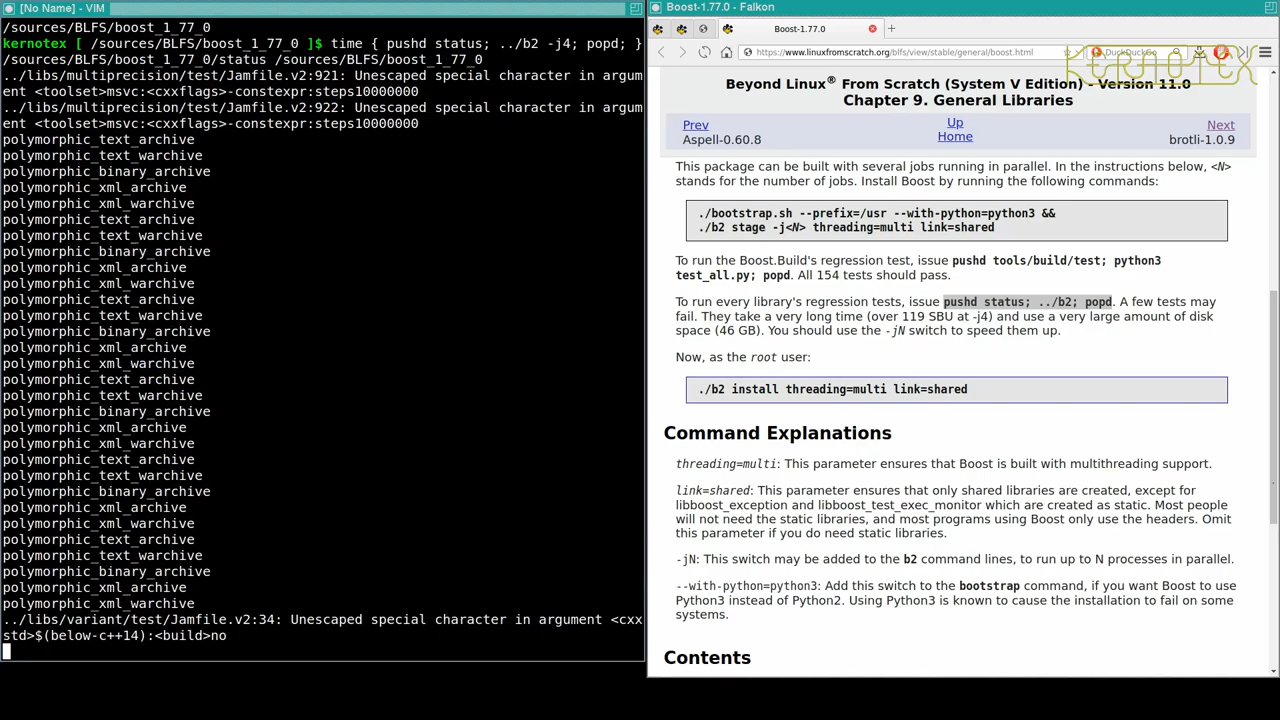 [No Name] - VIM
/sources/BLFS/boost_1_77_0
kernotex [ /sources/BLFS/boost_1_77_0 ]$ time { pushd status; ../b2 -j4; popd; }
/sources/BLFS/boost_1_77_0/status /sources/BLFS/boost_1_77_0
../libs/multiprecision/test/Jamfile.v2:921: Unescaped special character in argum
ent <toolset>msvc:<cxxflags>-constexpr:steps10000000
../libs/multiprecision/test/Jamfile.v2:922: Unescaped special character in argum
ent <toolset>msvc:<cxxflags>-constexpr:steps10000000
polymorphic_text_archive
polymorphic_text_warchive
polymorphic_binary_archive
polymorphic_xml_archive
polymorphic_xml_warchive
polymorphic_text_archive
polymorphic_text_warchive
polymorphic_binary_archive
polymorphic_xml_archive
polymorphic_xml_warchive
polymorphic_text_archive
polymorphic_text_warchive
polymorphic_binary_archive
polymorphic_xml_archive
polymorphic_xml_warchive
polymorphic_text_archive
polymorphic_text_warchive
polymorphic_binary_archive
polymorphic_xml_archive
polymorphic_xml_warchive
polymorphic_text_archive
polymorphic_text_warchive
polymorphic_binary_archive
polymorphic_xml_archive
polymorphic_xml_warchive
polymorphic_text_archive
polymorphic_text_warchive
polymorphic_binary_archive
polymorphic_xml_archive
polymorphic_xml_warchive
../libs/variant/test/Jamfile.v2:34: Unescaped special character in argument <cxx
std>$(below-c++14):<build>no
Boost-1.77.0 - Falkon
Boost-1.77.0
https://www.linuxfromscratch.org/blfs/view/stable/general/boost.html
DuckDuckGo
KERNOTEX
Beyond Linux® From Scratch (System V Edition) - Version 11.0
Chapter 9. General Libraries
Prev Up Next
Aspell-0.60.8 Home brotli-1.0.9
This package can be built with several jobs running in parallel. In the instructions below, <N>
stands for the number of jobs. Install Boost by running the following commands:
./bootstrap.sh --prefix=/usr --with-python=python3 &&
./b2 stage -j<N> threading=multi link=shared
To run the Boost.Build's regression test, issue pushd tools/build/test; python3
test_all.py; popd. All 154 tests should pass.
To run every library's regression tests, issue pushd status; ../b2; popd. A few tests may
fail. They take a very long time (over 119 SBU at -j4) and use a very large amount of disk
space (46 GB). You should use the -jN switch to speed them up.
Now, as the root user:
./b2 install threading=multi link=shared
Command Explanations
threading=multi: This parameter ensures that Boost is built with multithreading support.
link=shared: This parameter ensures that only shared libraries are created, except for
libboost_exception and libboost_test_exec_monitor which are created as static. Most people
will not need the static libraries, and most programs using Boost only use the headers. Omit
this parameter if you do need static libraries.
-jN: This switch may be added to the b2 command lines, to run up to N processes in parallel.
--with-python=python3: Add this switch to the bootstrap command, if you want Boost to use
Python3 instead of Python2. Using Python3 is known to cause the installation to fail on some
systems.
Contents